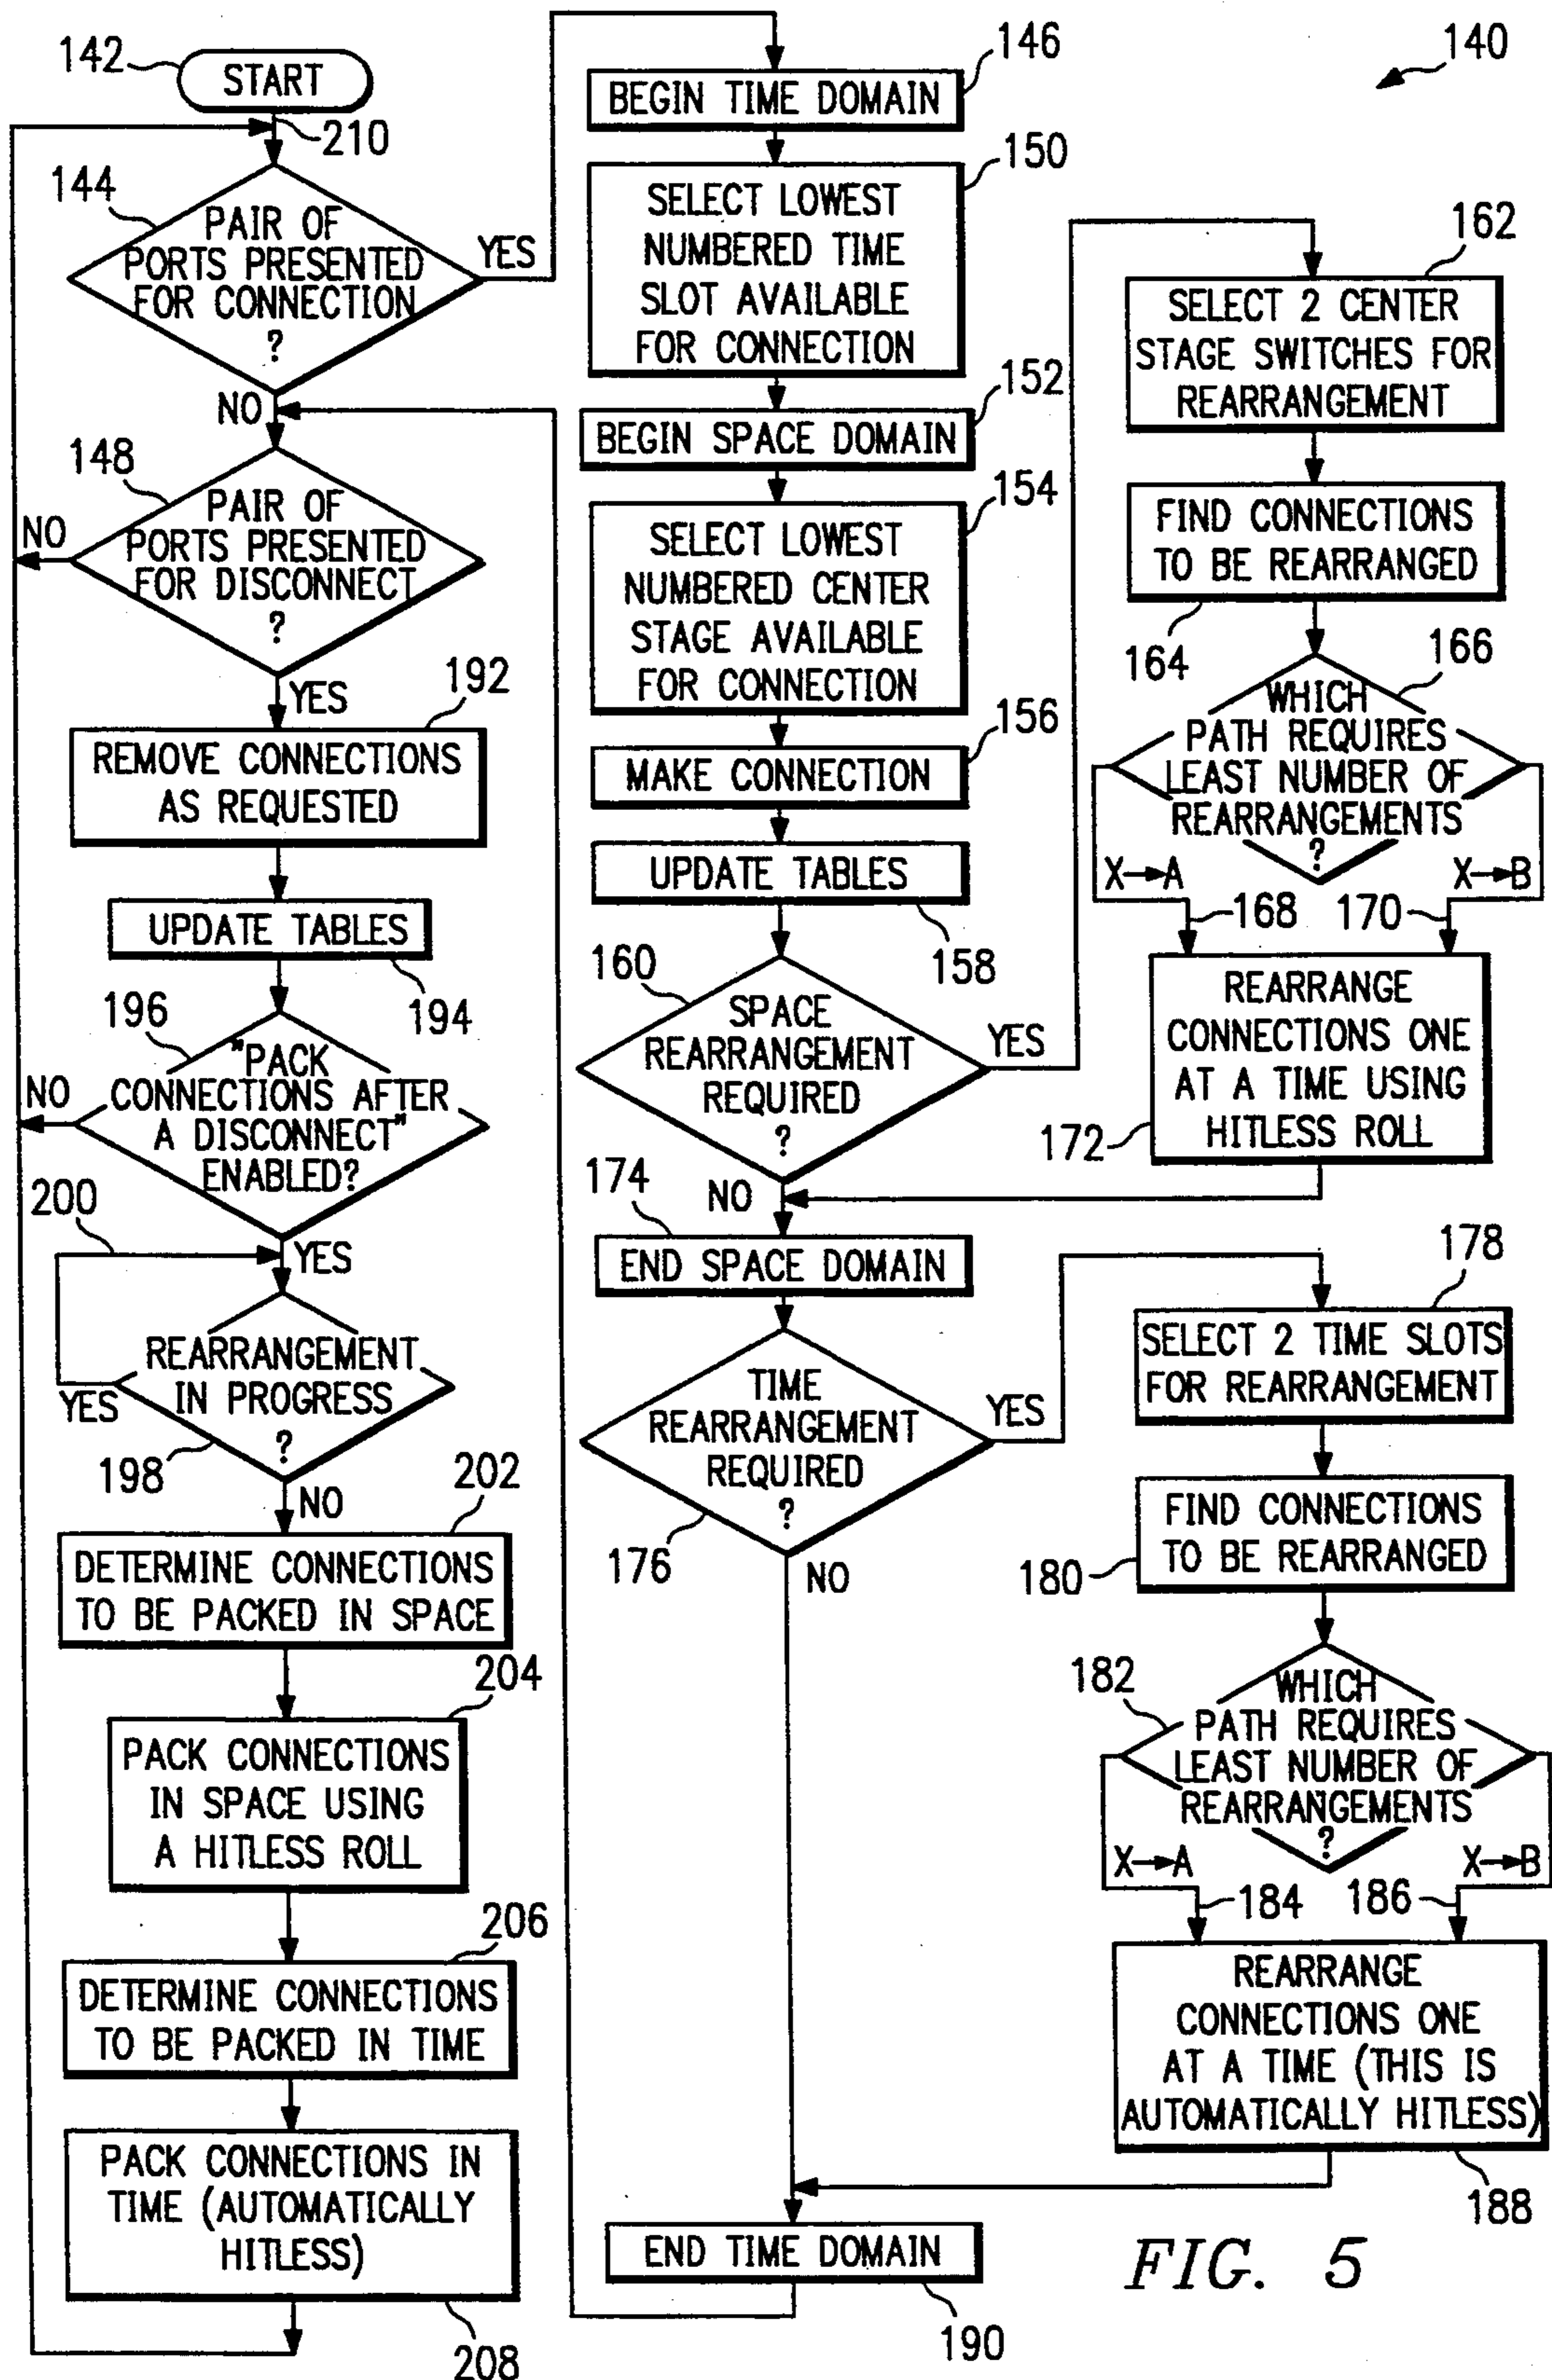 142
START
210
144
PAIR OF
PORTS PRESENTED
FOR CONNECTION
?
YES
NO
148
PAIR OF
PORTS PRESENTED
FOR DISCONNECT
?
NO
YES
192
REMOVE CONNECTIONS
AS REQUESTED
UPDATE TABLES
194
196
"PACK
CONNECTIONS AFTER
A DISCONNECT"
ENABLED?
NO
200
YES
REARRANGEMENT
IN PROGRESS
?
YES
198
NO
202
DETERMINE CONNECTIONS
TO BE PACKED IN SPACE
204
PACK CONNECTIONS
IN SPACE USING
A HITLESS ROLL
206
DETERMINE CONNECTIONS
TO BE PACKED IN TIME
PACK CONNECTIONS IN
TIME (AUTOMATICALLY
HITLESS)
208
146
BEGIN TIME DOMAIN
150
SELECT LOWEST
NUMBERED TIME
SLOT AVAILABLE
FOR CONNECTION
152
BEGIN SPACE DOMAIN
154
SELECT LOWEST
NUMBERED CENTER
STAGE AVAILABLE
FOR CONNECTION
156
MAKE CONNECTION
UPDATE TABLES
158
160
SPACE
REARRANGEMENT
REQUIRED
?
YES
174
NO
END SPACE DOMAIN
TIME
REARRANGEMENT
REQUIRED
?
YES
176
NO
END TIME DOMAIN
190
140
162
SELECT 2 CENTER
STAGE SWITCHES FOR
REARRANGEMENT
FIND CONNECTIONS
TO BE REARRANGED
164
166
WHICH
PATH REQUIRES
LEAST NUMBER OF
REARRANGEMENTS
?
X→A
X→B
168
170
REARRANGE
CONNECTIONS ONE
AT A TIME USING
HITLESS ROLL
172
178
SELECT 2 TIME SLOTS
FOR REARRANGEMENT
FIND CONNECTIONS
TO BE REARRANGED
180
182
WHICH
PATH REQUIRES
LEAST NUMBER OF
REARRANGEMENTS
?
X→A
X→B
184
186
REARRANGE
CONNECTIONS ONE
AT A TIME (THIS IS
AUTOMATICALLY HITLESS)
188
FIG. 5